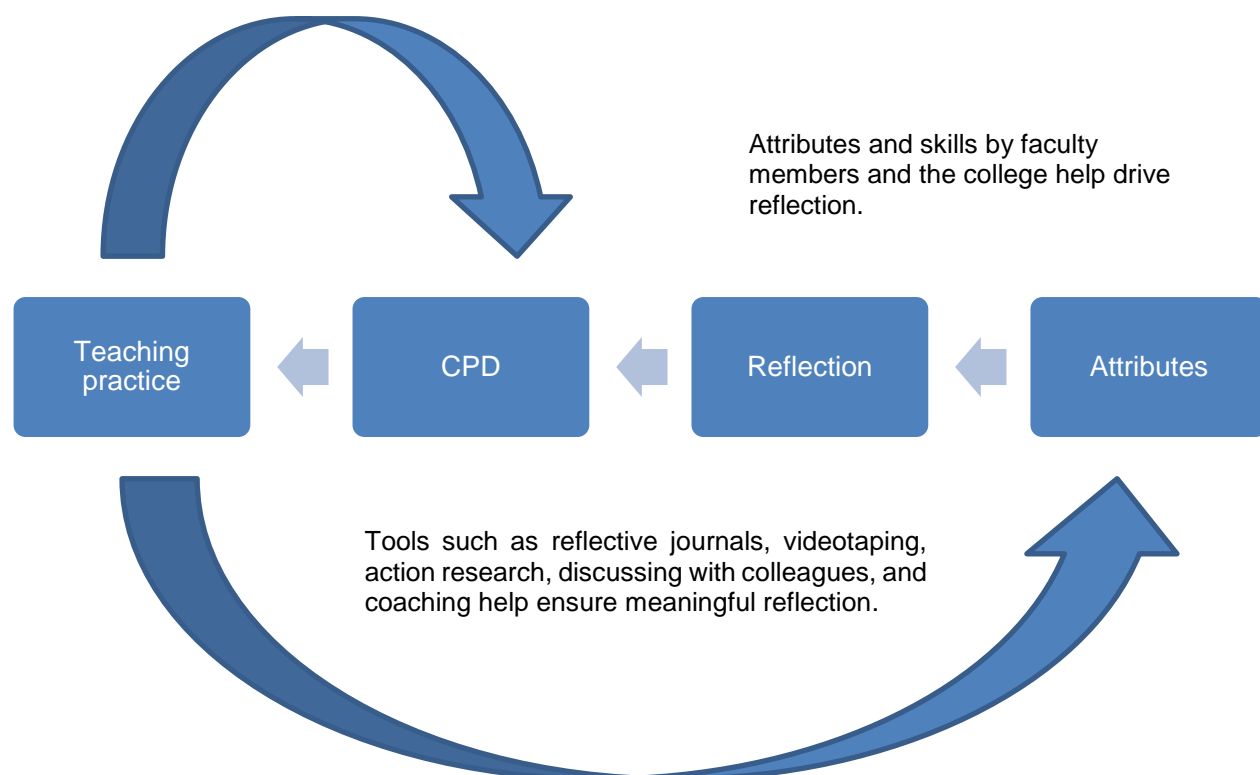 Attributes and skills by faculty
members and the college help drive
reflection.
Teaching
practice
CPD
Reflection
Attributes
Tools such as reflective journals, videotaping,
action research, discussing with colleagues, and
coaching help ensure meaningful reflection.